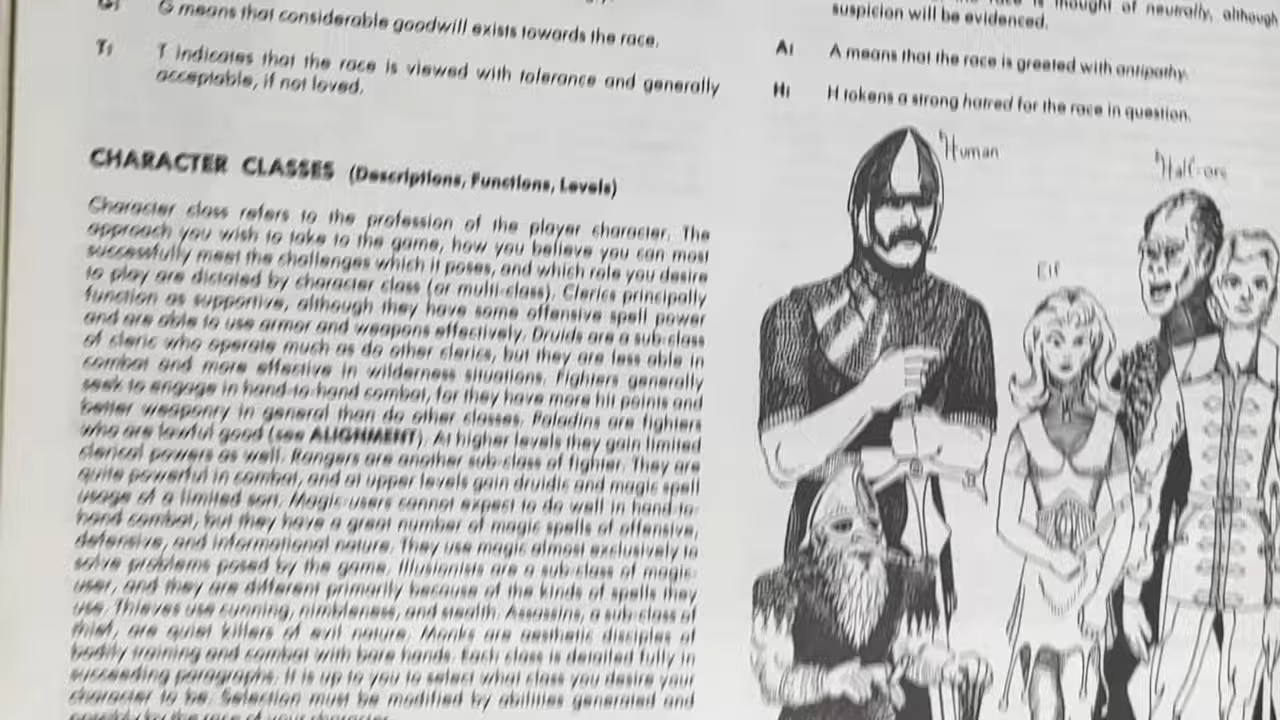 G: G means that considerable goodwill exists towards the race.
T: T indicates that the race is viewed with tolerance and generally
acceptable, if not loved.
CHARACTER CLASSES (Descriptions, Functions, Levels)
Character class refers to the profession of the player character. The
approach you wish to take to the game, how you believe you can most
successfully meet the challenges which it poses, and which role you desire
to play are dictated by character class (or multi-class). Clerics principally
function as supportive, although they have some offensive spell power
and are able to use armor and weapons effectively. Druids are a sub-class
of cleric who operate much as do other clerics, but they are less able in
combat and more effective in wilderness situations. Fighters generally
seek to engage in hand-to-hand combat, for they have more hit points and
better weaponry in general than do other classes. Paladins are fighters
who are lawful good (see ALIGNMENT). At higher levels they gain limited
clerical powers as well. Rangers are another sub-class of fighter. They are
quite powerful in combat, and at upper levels gain druidic and magic spell
usage of a limited sort. Magic-users cannot expect to do well in hand-to-
hand combat, but they have a great number of magic spells of offensive,
defensive, and informational nature. They use magic almost exclusively to
solve problems posed by the game. Illusionists are a sub-class of magic-
user, and they are different primarily because of the kinds of spells they
use. Thieves use cunning, nimbleness, and stealth. Assassins, a sub-class of
thief, are quiet killers of evil nature. Monks are aesthetic disciples of
bodily training and combat with bare hands. Each class is detailed fully in
succeeding paragraphs. It is up to you to select what class you desire your
character to be. Selection must be modified by abilities generated and
race is thought of neutrally, although
suspicion will be evidenced.
A: A means that the race is greeted with antipathy.
H: H tokens a strong hatred for the race in question.
Human
Half-orc
Elf